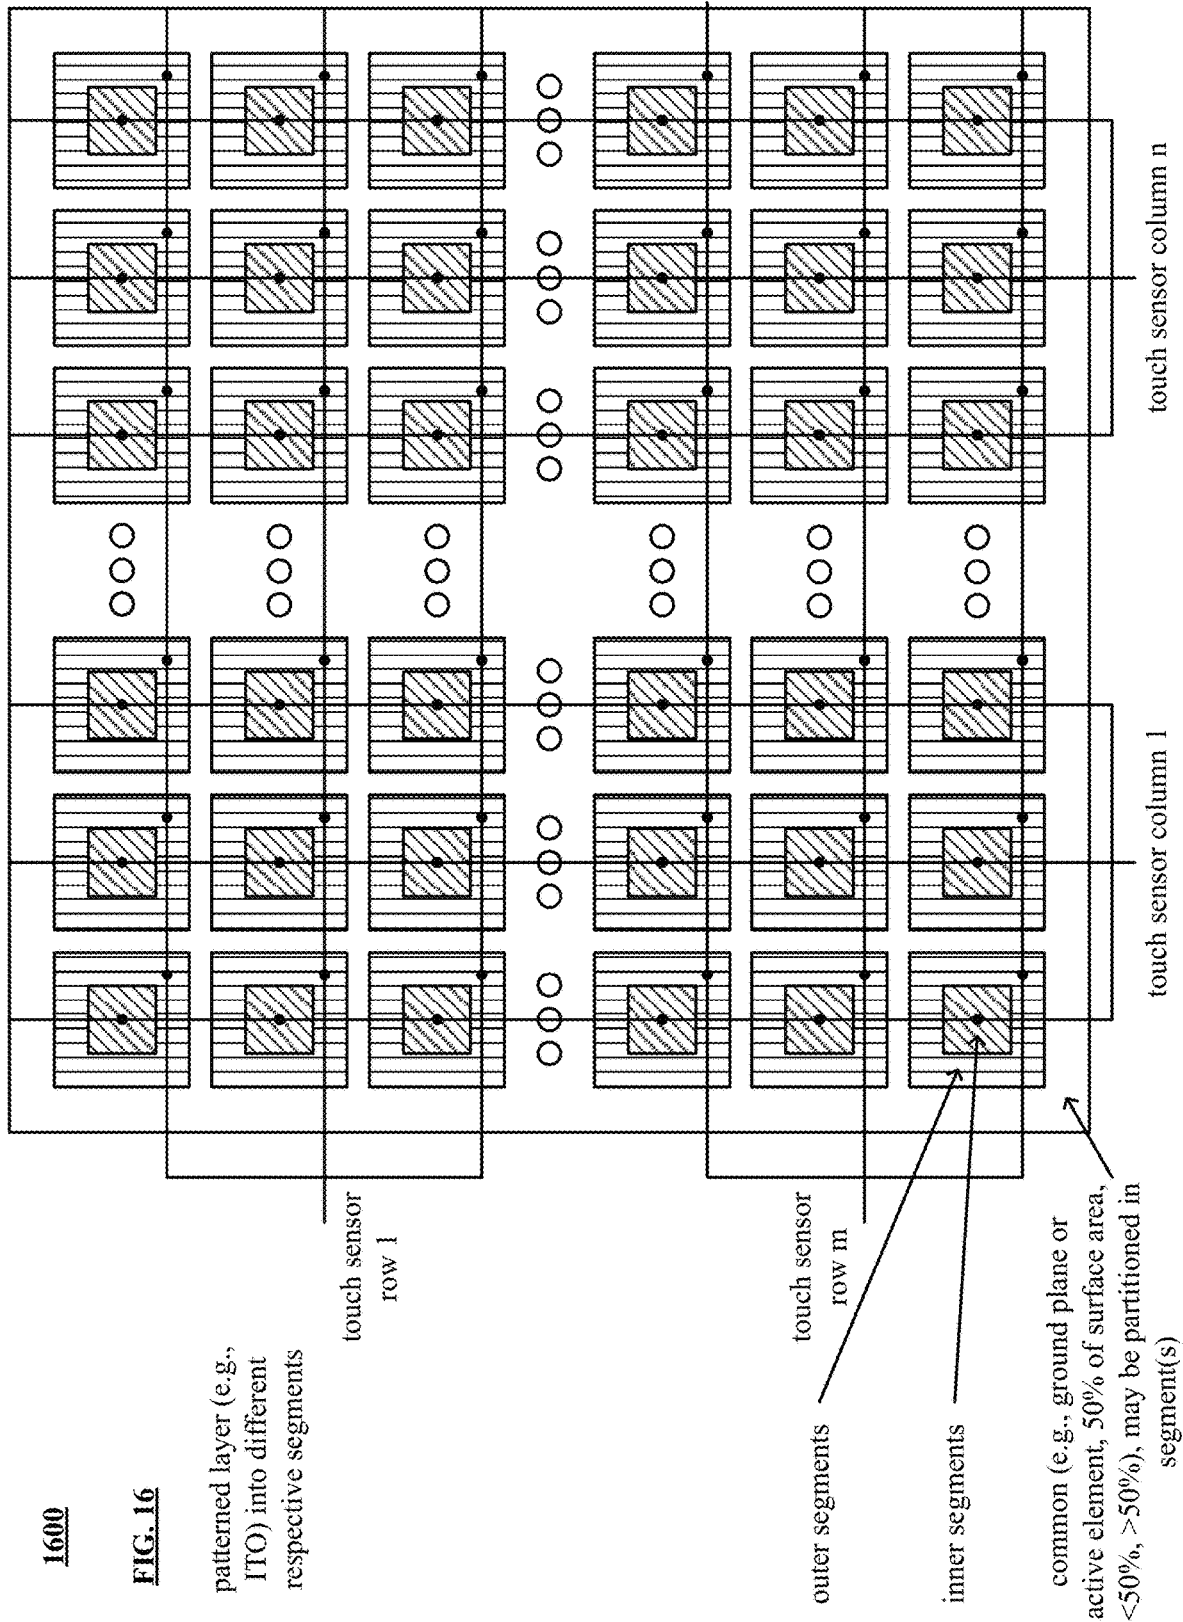 1600
FIG. 16
patterned layer (e.g.,
ITO) into different
respective segments
touch sensor
row 1
touch sensor
row m
outer segments
inner segments
common (e.g., ground plane or
active element, 50% of surface area,
<50%, >50%), may be partitioned in
segment(s)
touch sensor column 1
touch sensor column n